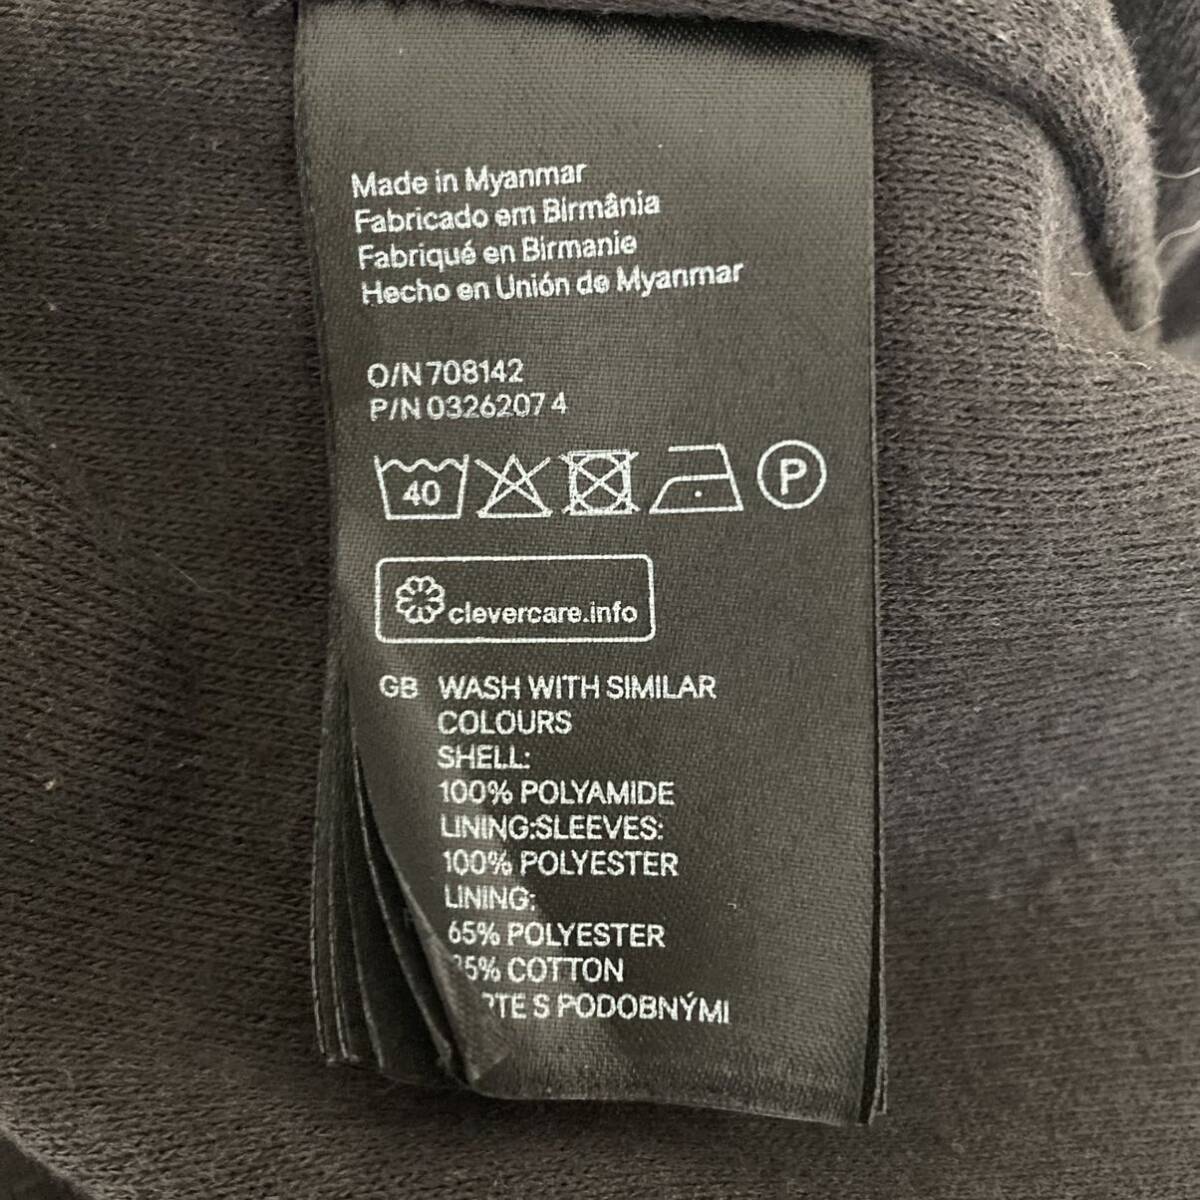 Made in Myanmar
Fabricado em Birmânia
Fabriqué en Birmanie
Hecho en Unión de Myanmar
O/N 708142
P/N 0326207 4
40 P
clevercare.info
GB WASH WITH SIMILAR
COLOURS
SHELL:
100% POLYAMIDE
LINING:SLEEVES:
100% POLYESTER
LINING:
65% POLYESTER
COTTON
S PODOBNÝMI